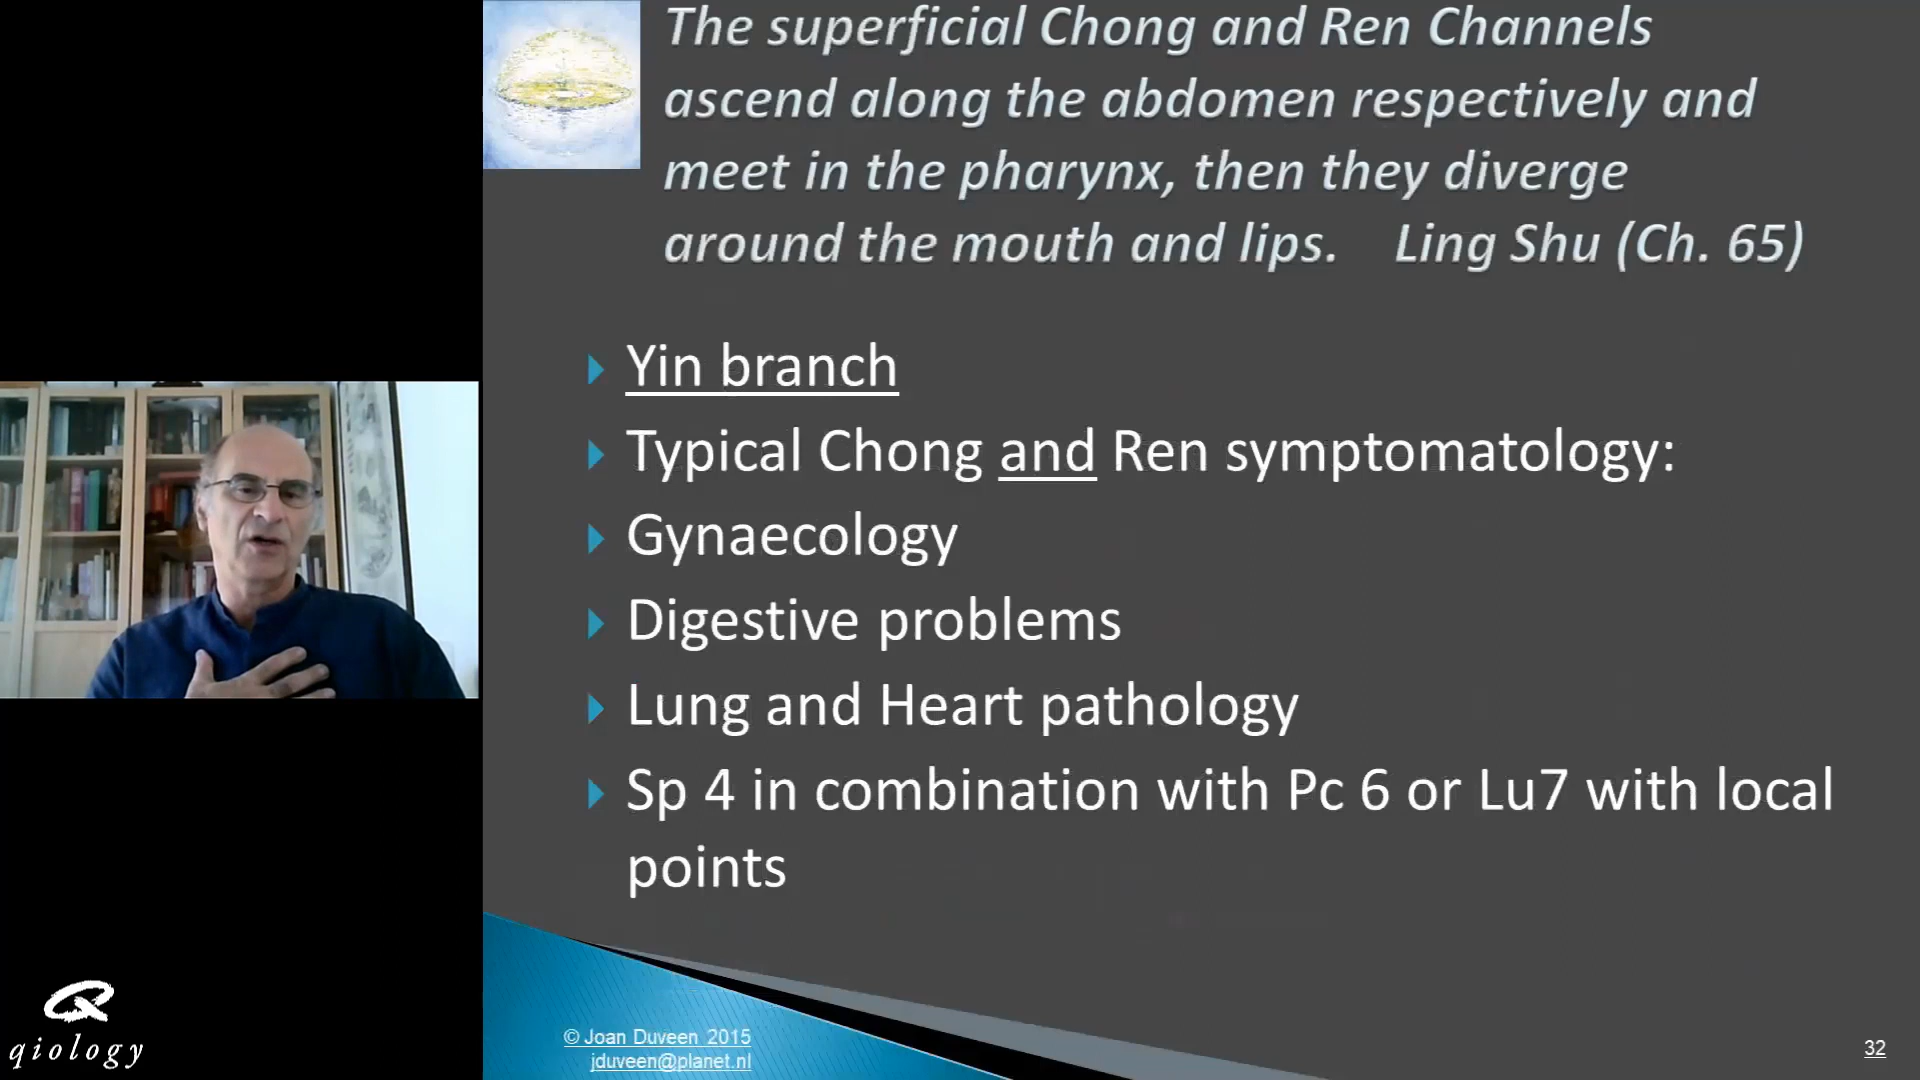 The superficial Chong and Ren Channels
ascend along the abdomen respectively and
meet in the pharynx, then they diverge
around the mouth and lips. Ling Shu (Ch. 65)
Yin branch
Typical Chong and Ren symptomatology:
Gynaecology
Digestive problems
Lung and Heart pathology
Sp 4 in combination with Pc 6 or Lu7 with local
points
qiology
© Joan Duveen 2015
jduveen@planet.nl
32